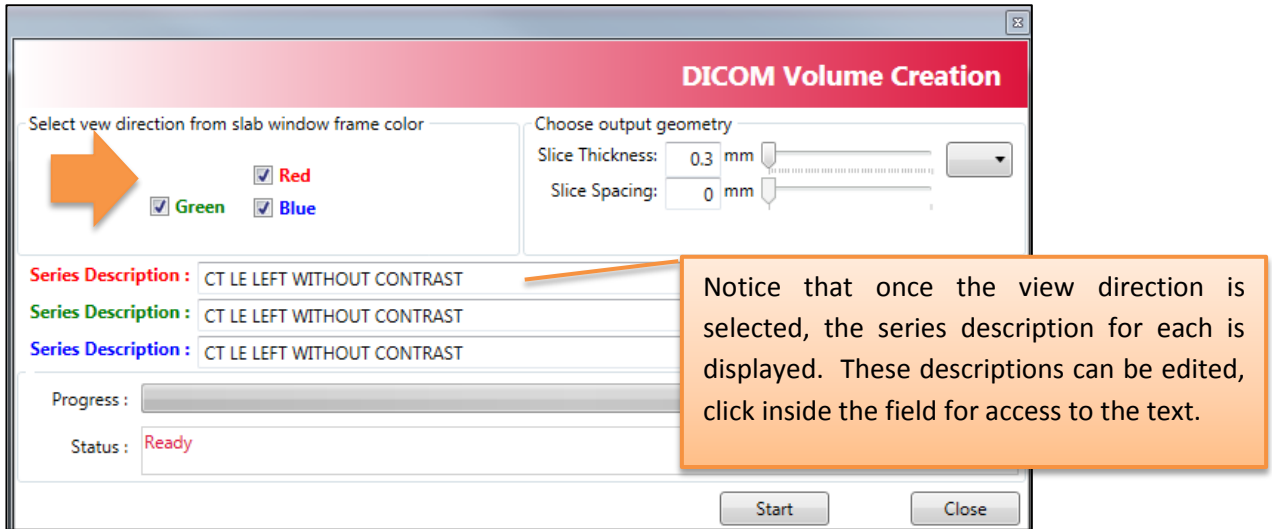 DICOM Volume Creation
Select vew direction from slab window frame color
Red
Green
Blue
Choose output geometry
Slice Thickness: 0.3 mm
Slice Spacing: 0 mm
Series Description : CT LE LEFT WITHOUT CONTRAST
Series Description : CT LE LEFT WITHOUT CONTRAST
Series Description : CT LE LEFT WITHOUT CONTRAST
Notice that once the view direction is
selected, the series description for each is
displayed. These descriptions can be edited,
click inside the field for access to the text.
Progress :
Status : Ready
Start
Close